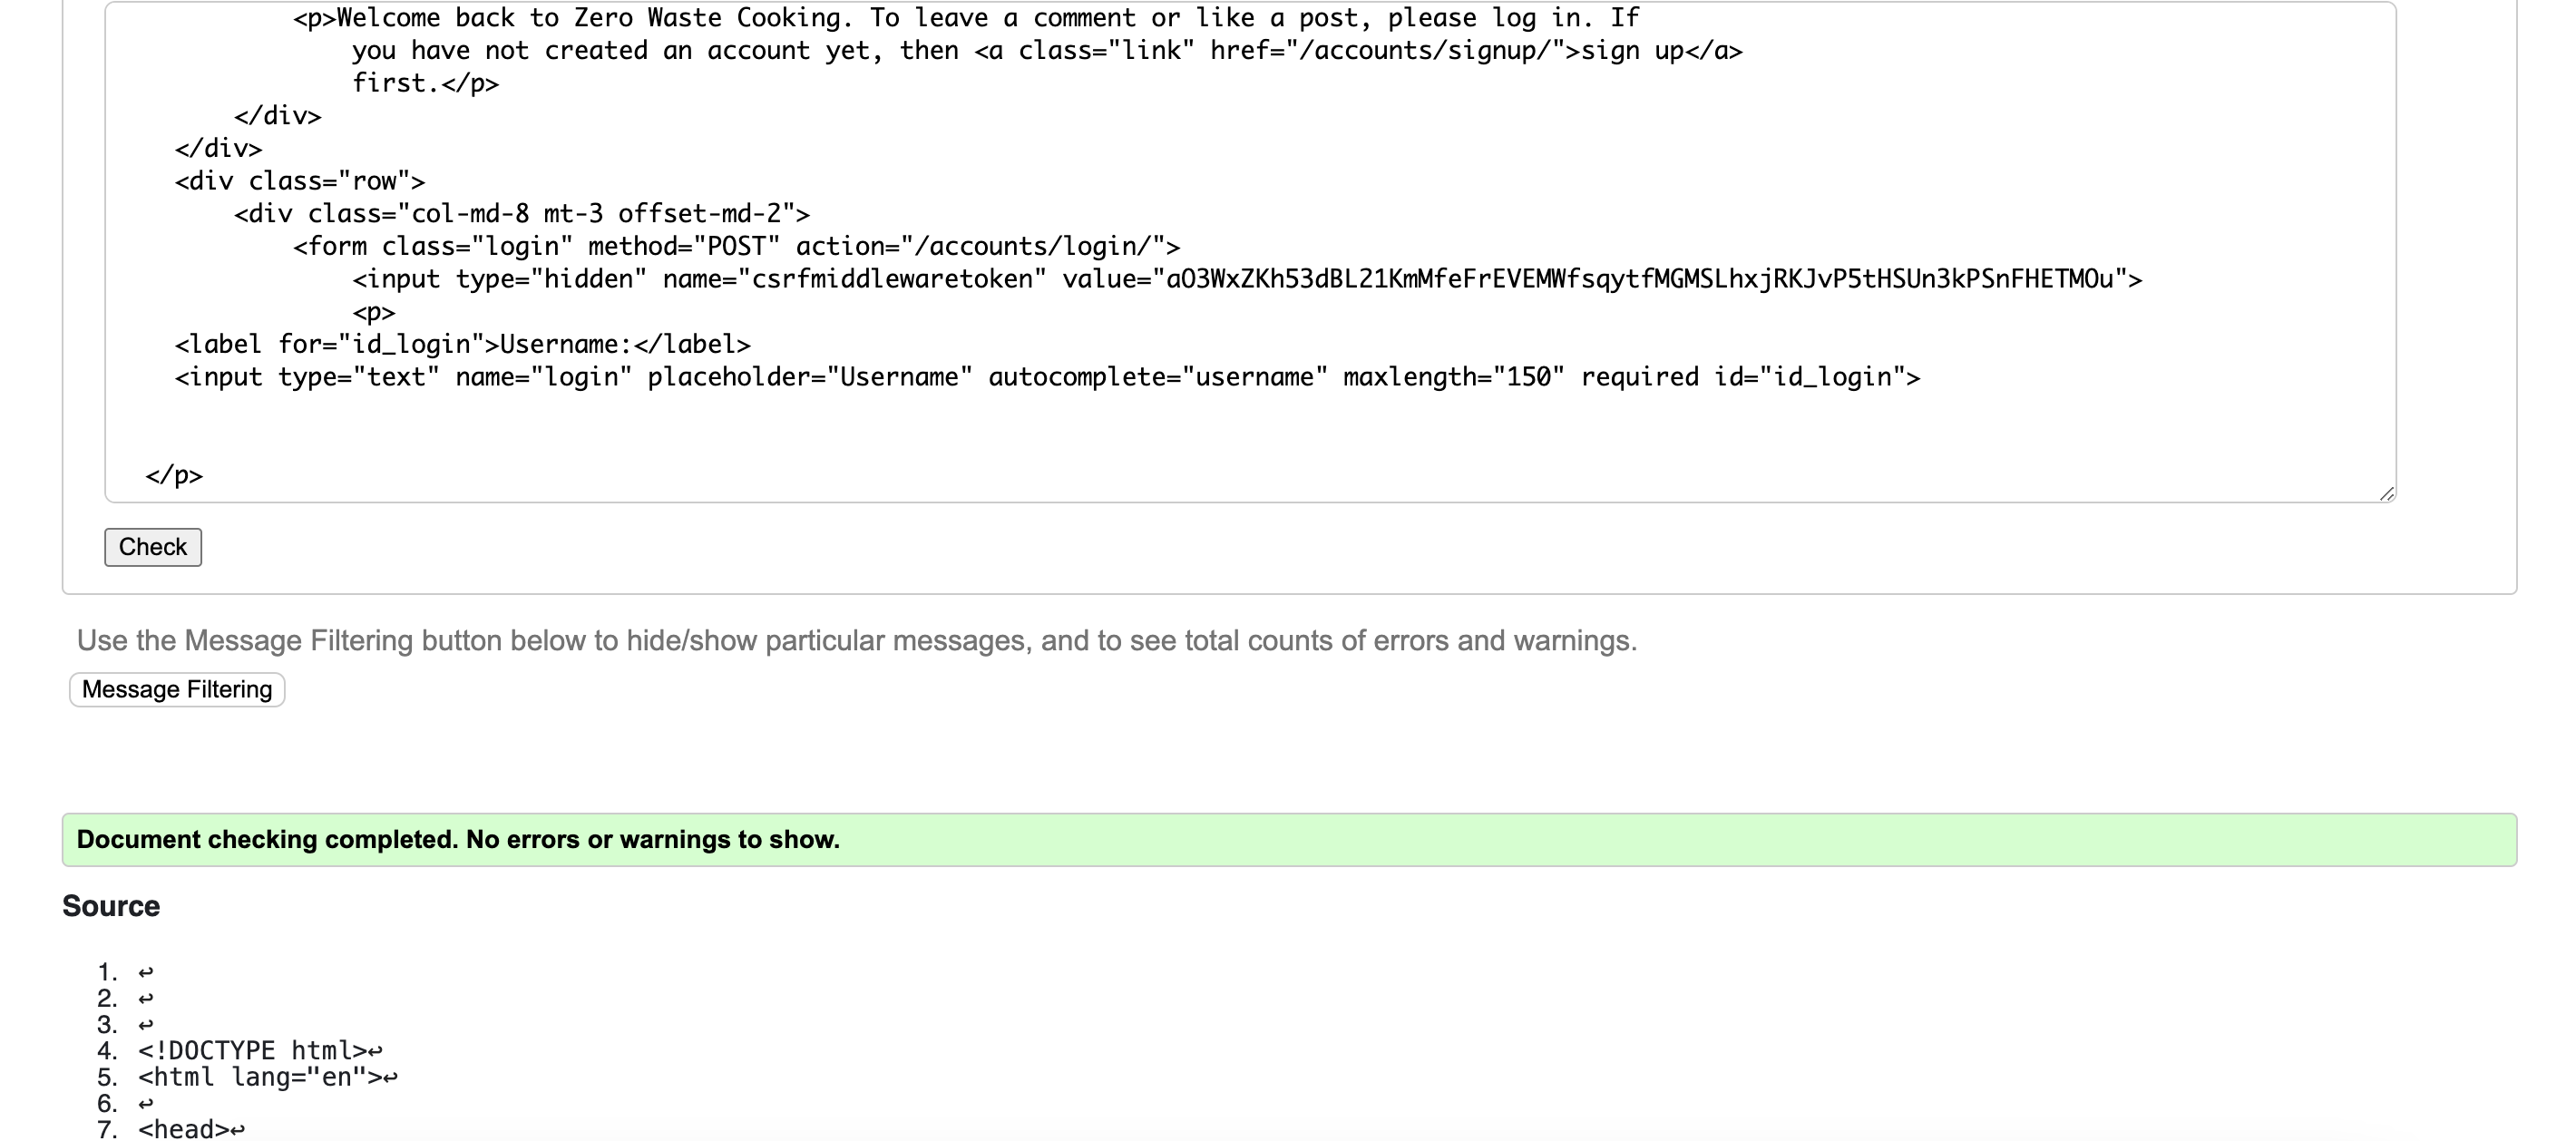 <p>Welcome back to Zero Waste Cooking. To leave a comment or like a post, please log in. If
you have not created an account yet, then <a class="link" href="/accounts/signup/">sign up</a>
first.</p>
</div>
</div>
<div class="row">
<div class="col-md-8 mt-3 offset-md-2">
<form class="login" method="POST" action="/accounts/login/">
<input type="hidden" name="csrfmiddlewaretoken" value="aO3WxZKh53dBL21KmMfeFrEVEMWfsqytfMGMSLhxjRKJvP5tHSUn3kPSnFHETMOu">
<p>
<label for="id_login">Username:</label>
<input type="text" name="login" placeholder="Username" autocomplete="username" maxlength="150" required id="id_login">
</p>
Check
Use the Message Filtering button below to hide/show particular messages, and to see total counts of errors and warnings.
Message Filtering
Document checking completed. No errors or warnings to show.
Source
1. ↩
2. ↩
3. ↩
4. <!DOCTYPE html>↩
5. <html lang="en">↩
6. ↩
7. <head>↩